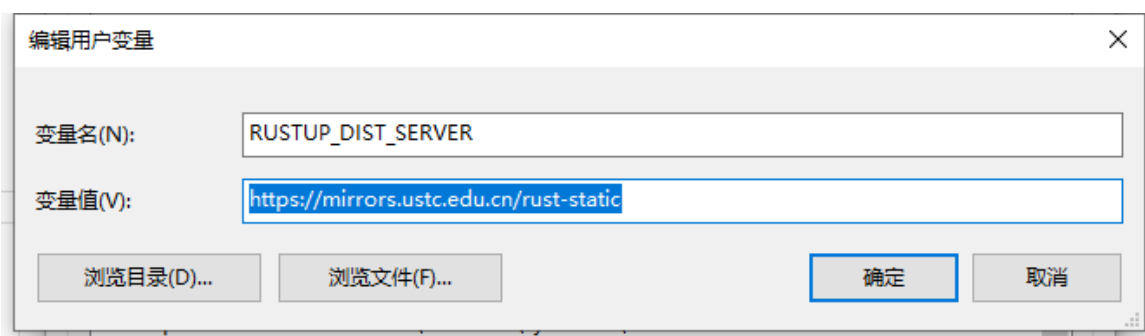 编辑用户变量
变量名(N):
RUSTUP_DIST_SERVER
变量值(V):
https://mirrors.ustc.edu.cn/rust-static
浏览目录(D)...
浏览文件(F)...
确定
取消